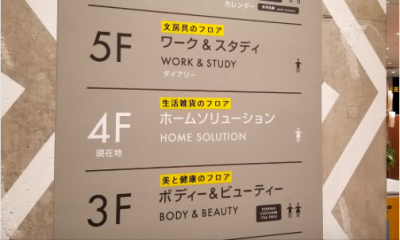 カレンダー
5F
文房具のフロア
ワーク & スタディ
WORK & STUDY
ダイアリー
4F
現在地
生活雑貨のフロア
ホームソリューション
HOME SOLUTION
3F
美と健康のフロア
ボディー&ビューティー
BODY & BEAUTY